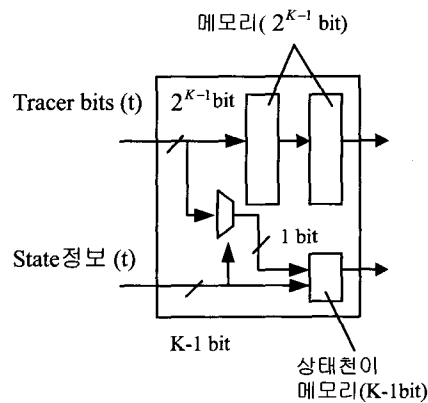 메모리( 2^{K-1} bit)
Tracer bits (t)
2^{K-1}bit
1 bit
State정보 (t)
K-1 bit
상태천이
메모리(K-1bit)